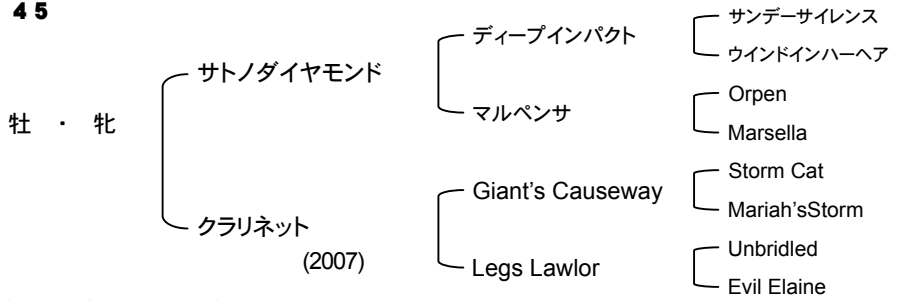 45
サンデーサイレンス
ディープインパクト
ウインドインハーヘア
サトノダイヤモンド
Orpen
マルペンサ
Marsella
牡 ・ 牝
Storm Cat
Giant's Causeway
Mariah'sStorm
クラリネット
(2007)
Unbridled
Legs Lawlor
Evil Elaine